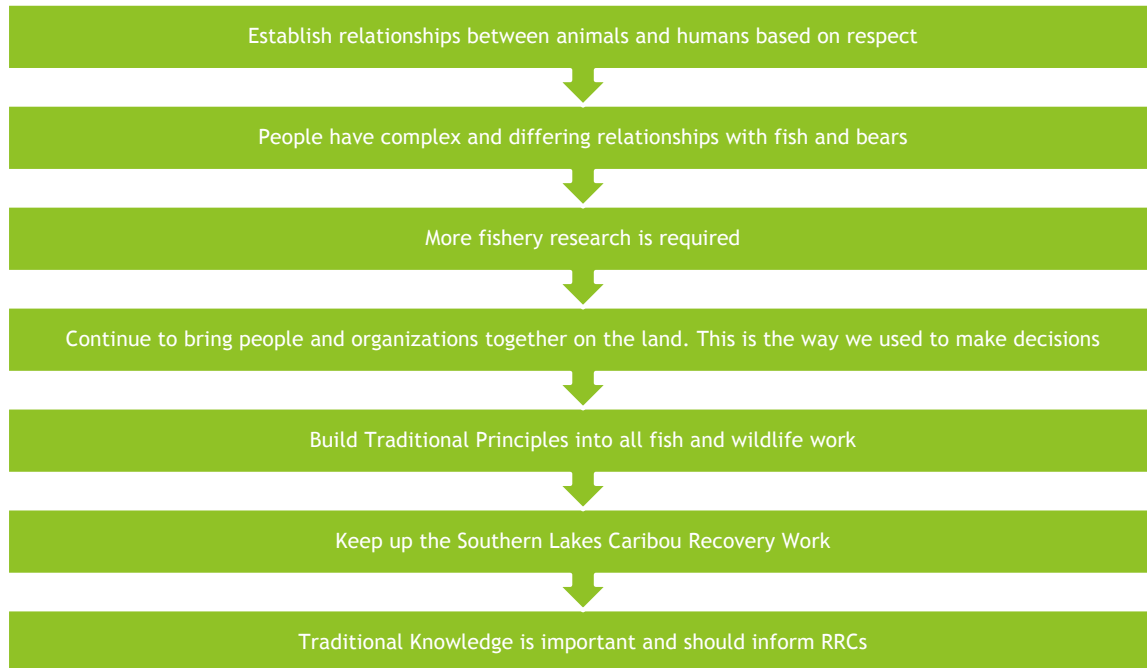 Establish relationships between animals and humans based on respect
People have complex and differing relationships with fish and bears
More fishery research is required
Continue to bring people and organizations together on the land. This is the way we used to make decisions
Build Traditional Principles into all fish and wildlife work
Keep up the Southern Lakes Caribou Recovery Work
Traditional Knowledge is important and should inform RRCs